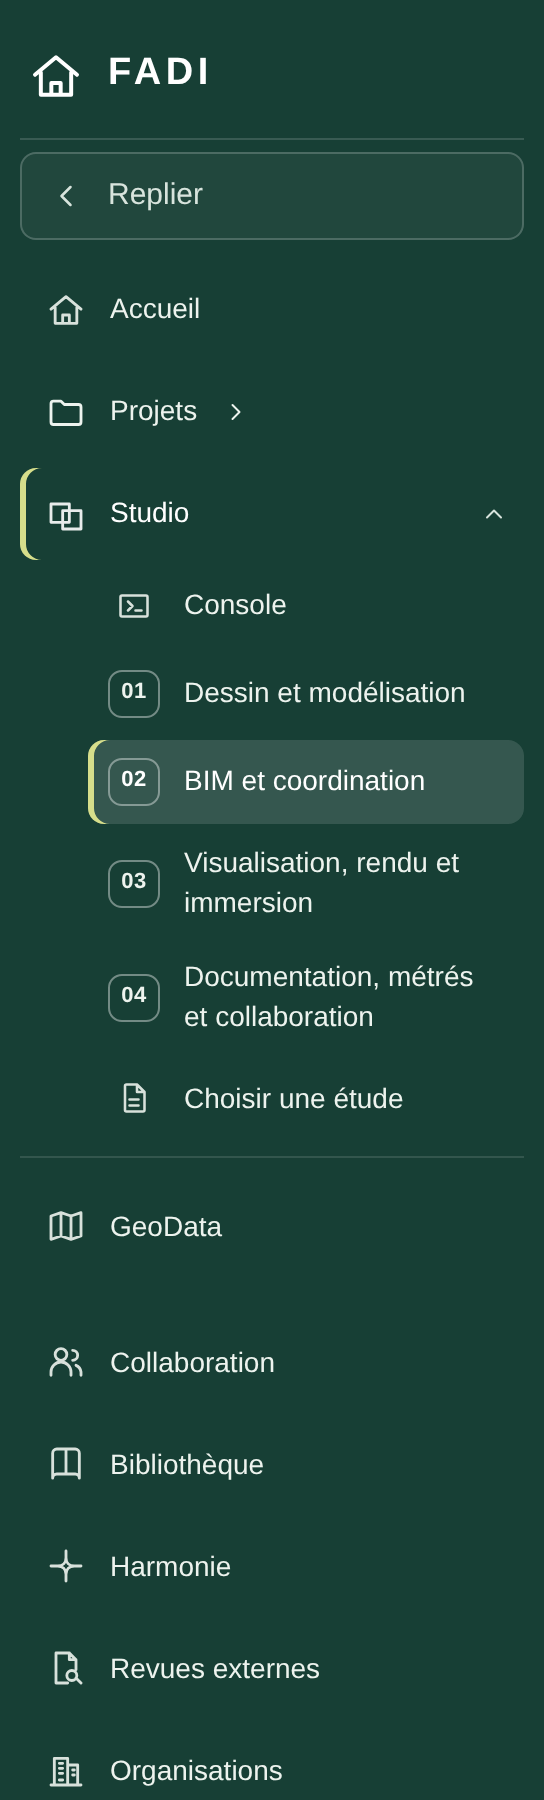 FADI
Replier
Accueil
Projets
Studio
Console
01 Dessin et modélisation
02 BIM et coordination
03 Visualisation, rendu et
immersion
04 Documentation, métrés
et collaboration
Choisir une étude
GeoData
Collaboration
Bibliothèque
Harmonie
Revues externes
Organisations